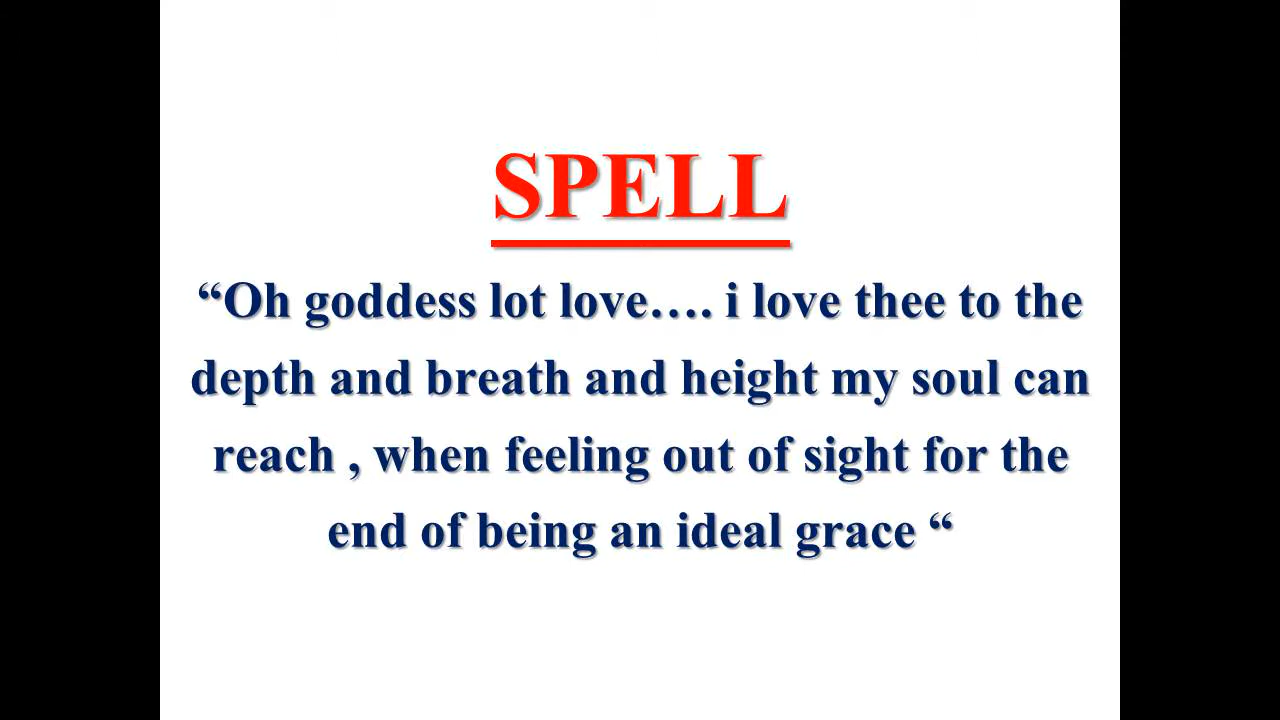 SPELL
“Oh goddess lot love…. i love thee to the
depth and breath and height my soul can
reach , when feeling out of sight for the
end of being an ideal grace “